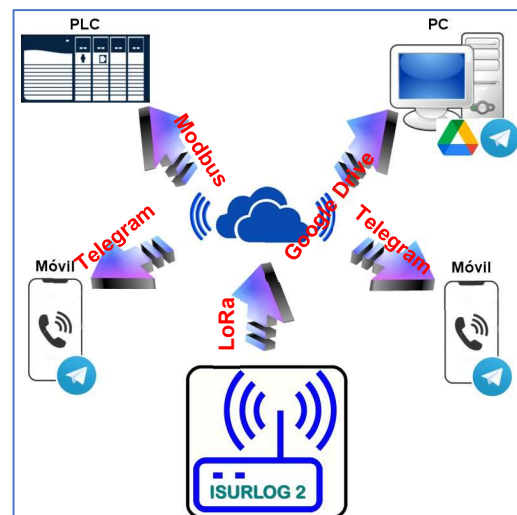 PLC
PC
Modbus
Google Drive
Telegram
Telegram
Móvil
Móvil
LoRa
ISURLOG 2